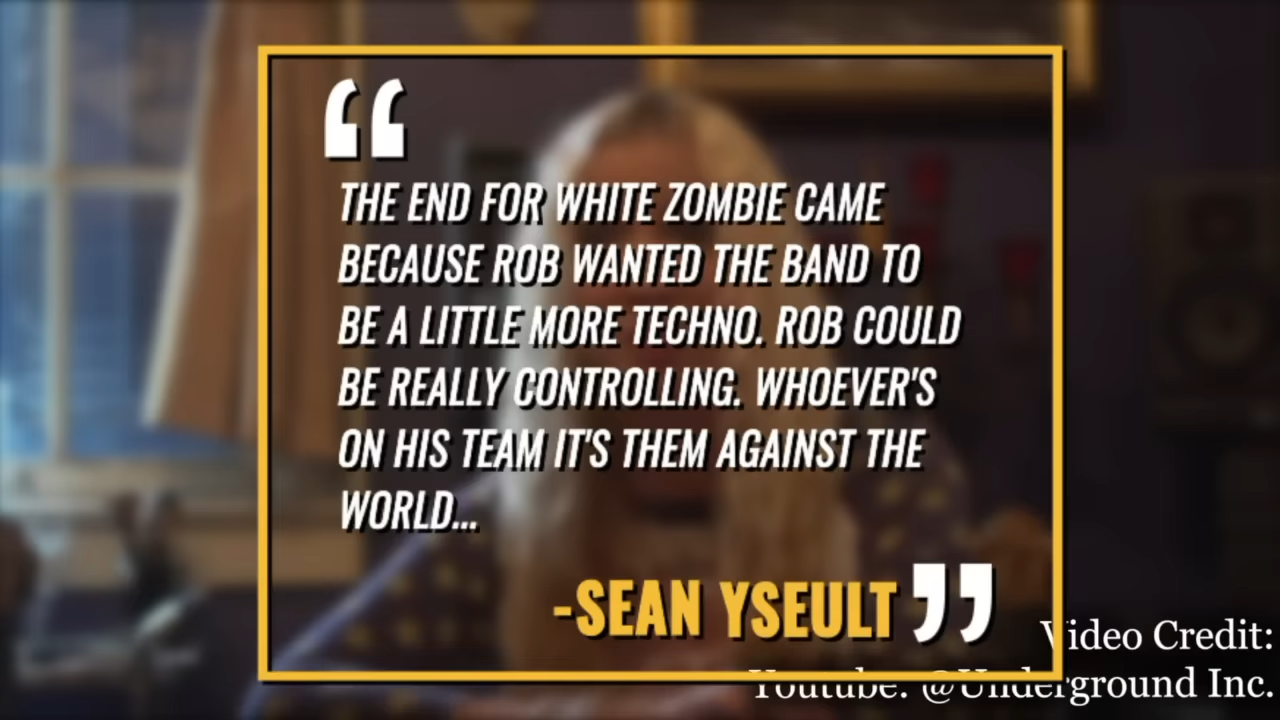 “
THE END FOR WHITE ZOMBIE CAME
BECAUSE ROB WANTED THE BAND TO
BE A LITTLE MORE TECHNO. ROB COULD
BE REALLY CONTROLLING. WHOEVER'S
ON HIS TEAM IT'S THEM AGAINST THE
WORLD...
-SEAN YSEULT ”
Video Credit:
Youtube: @Underground Inc.